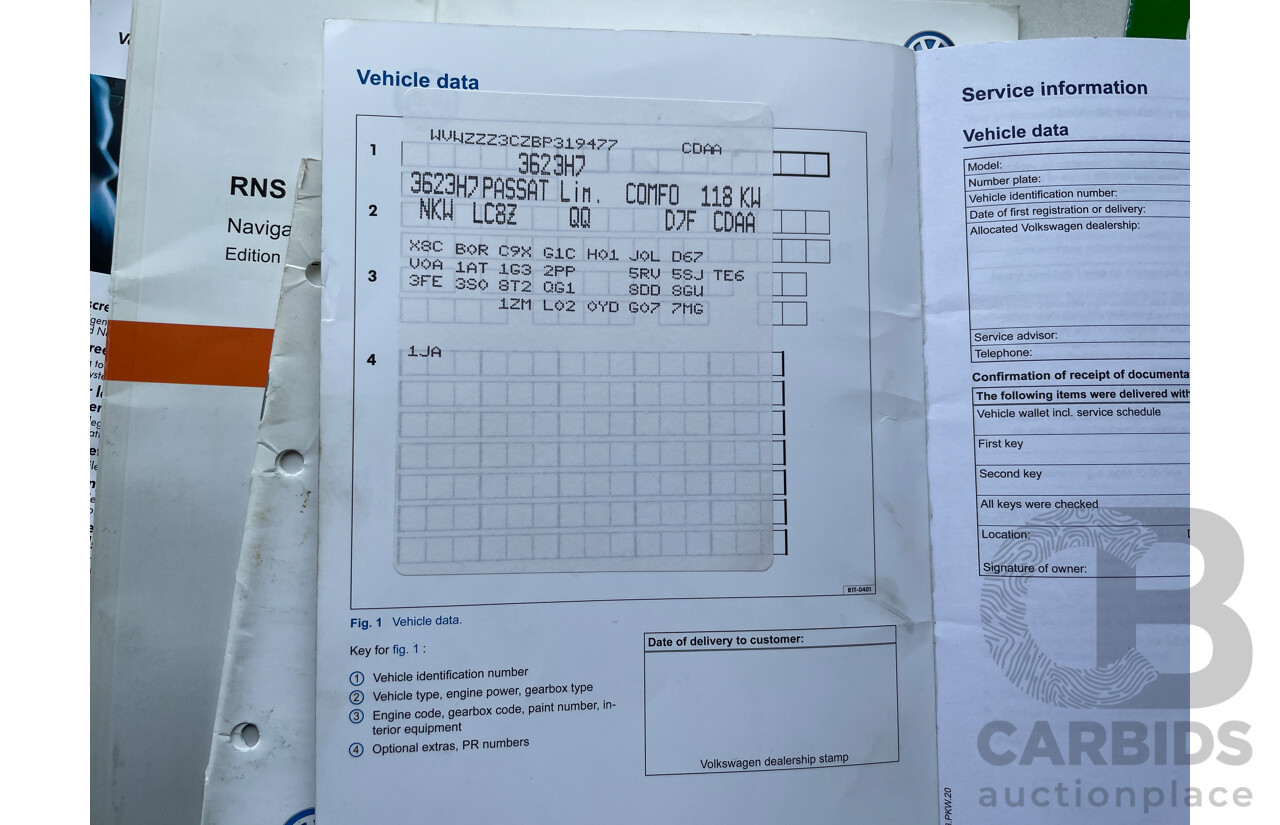 RNS
Naviga
Edition
Vehicle data
1
WVWZZZ3CZBP319477 CDAA
3623H7
3623H7 PASSAT Lim. COMFO 118 KW
2
NKW LC8Z QQ D7F CDAA
X8C B0R C9X G1C H01 J0L D67
V0A 1AT 1G3 2PP 5RV 5SJ TE6
3
3FE 3S0 8T2 QG1 8DD 8GU
1ZM L02 0YD G07 7MG
4
1JA
B11-0401
Fig. 1 Vehicle data.
Key for fig. 1 :
1 Vehicle identification number
2 Vehicle type, engine power, gearbox type
3 Engine code, gearbox code, paint number, in-
terior equipment
4 Optional extras, PR numbers
Date of delivery to customer:
Volkswagen dealership stamp
Service information
Vehicle data
Model:
Number plate:
Vehicle identification number:
Date of first registration or delivery:
Allocated Volkswagen dealership:
Service advisor:
Telephone:
Confirmation of receipt of documenta
The following items were delivered with
Vehicle wallet incl. service schedule
First key
Second key
All keys were checked
Location:
Signature of owner:
.PKW.20
CARBIDS
auctionplace